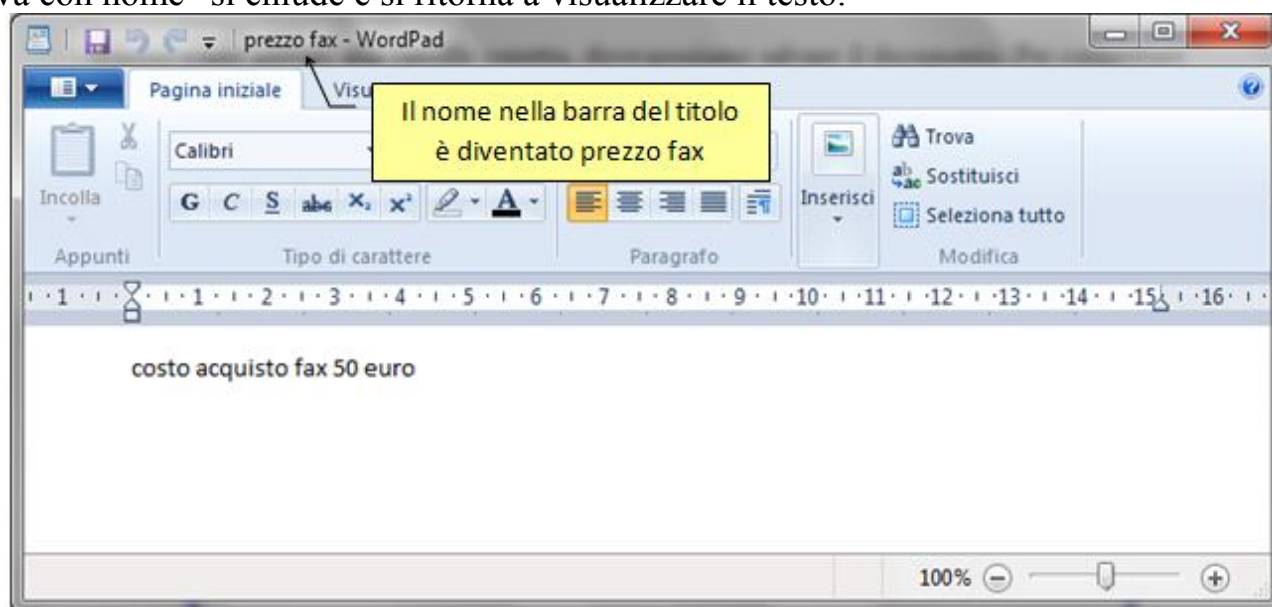 va con nome" si chiude e si ritorna a visualizzare il testo.
prezzo fax - WordPad
Pagina iniziale Visu
Il nome nella barra del titolo
è diventato prezzo fax
Calibri
Incolla
G C S abc X₂ x² A
Inserisci
Trova
Sostituisci
Seleziona tutto
Appunti Tipo di carattere Paragrafo Modifica
1 1 2 3 4 5 6 7 8 9 10 11 12 13 14 15 16
costo acquisto fax 50 euro
100%